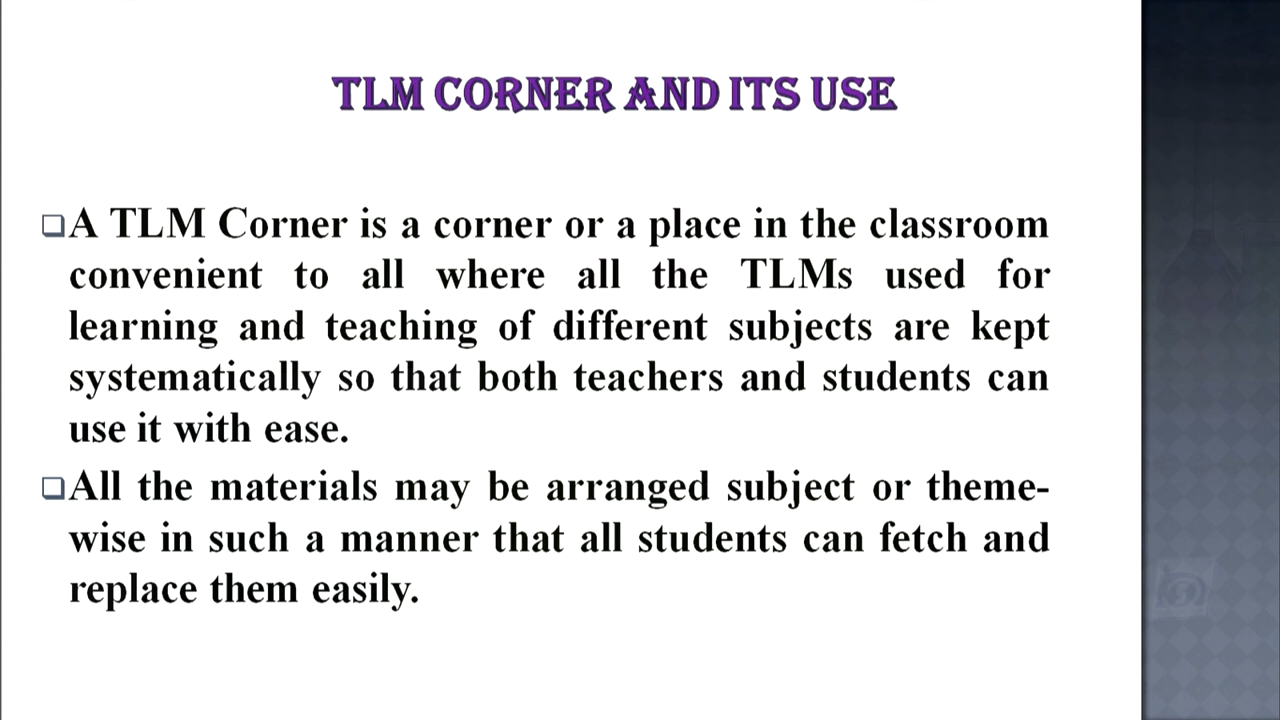 TLM CORNER AND ITS USE
❑A TLM Corner is a corner or a place in the classroom
convenient to all where all the TLMs used for
learning and teaching of different subjects are kept
systematically so that both teachers and students can
use it with ease.
❑All the materials may be arranged subject or theme-
wise in such a manner that all students can fetch and
replace them easily.